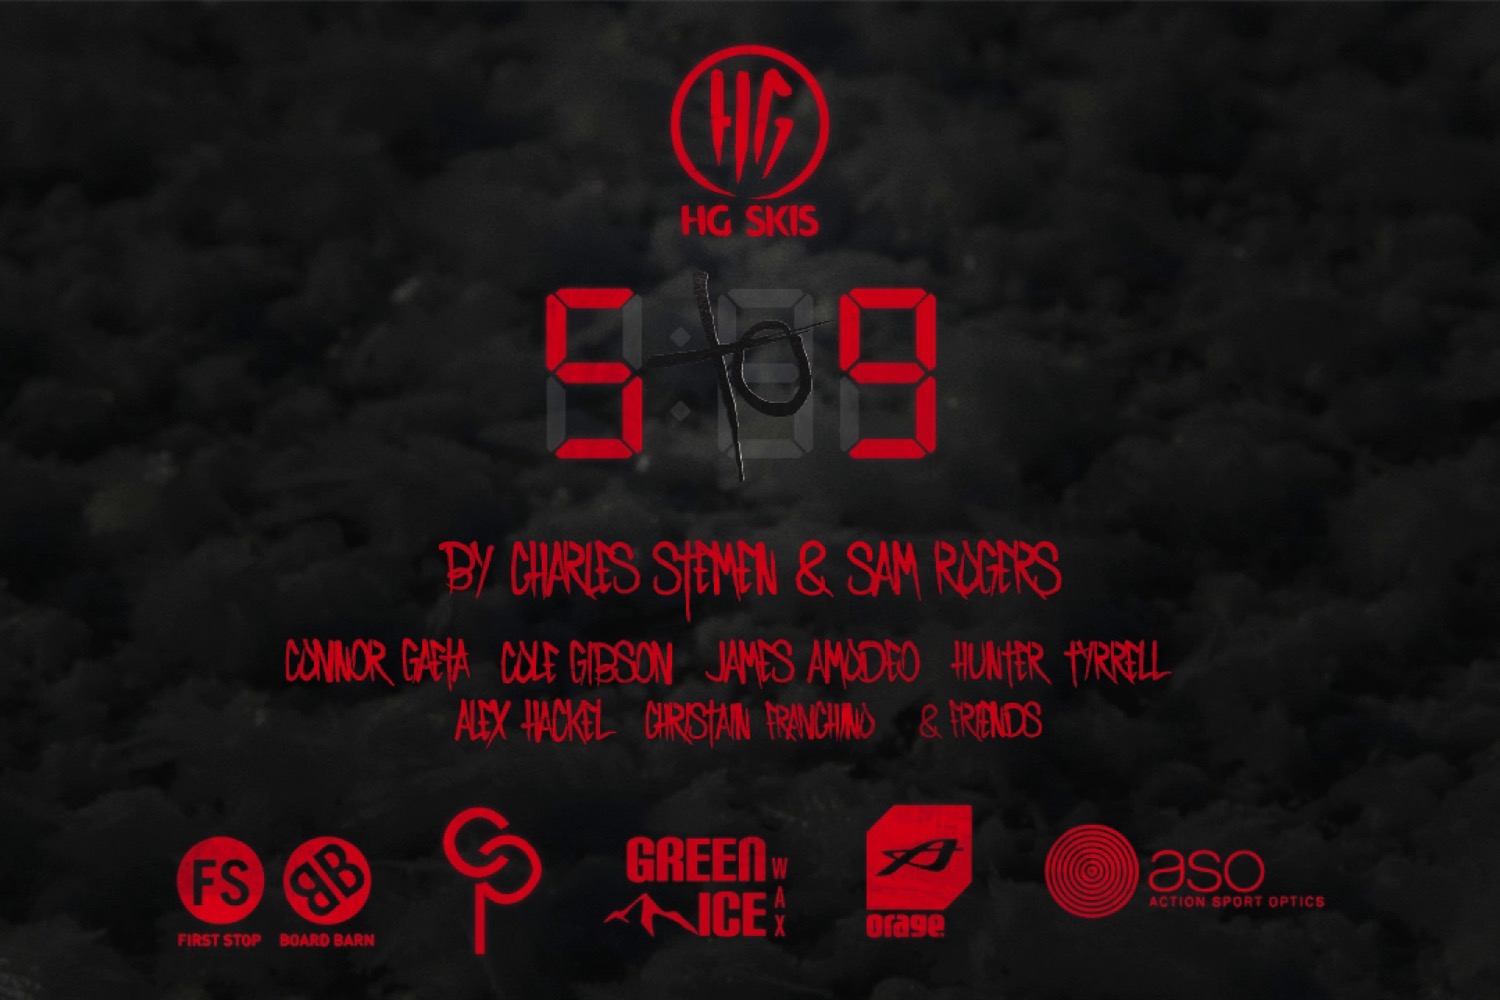 HG
HG SKIS
5 to 9
BY CHARLES STEMEN & SAM ROGERS
CONNOR GAETA COLE GIBSON JAMES AMODEO HUNTER TYRRELL
ALEX HACKEL CHRISTAIN FRANCHINO & FRIENDS
FS BB
FIRST STOP BOARD BARN
GREEN
ICE
WAX
orage
aso
ACTION SPORT OPTICS